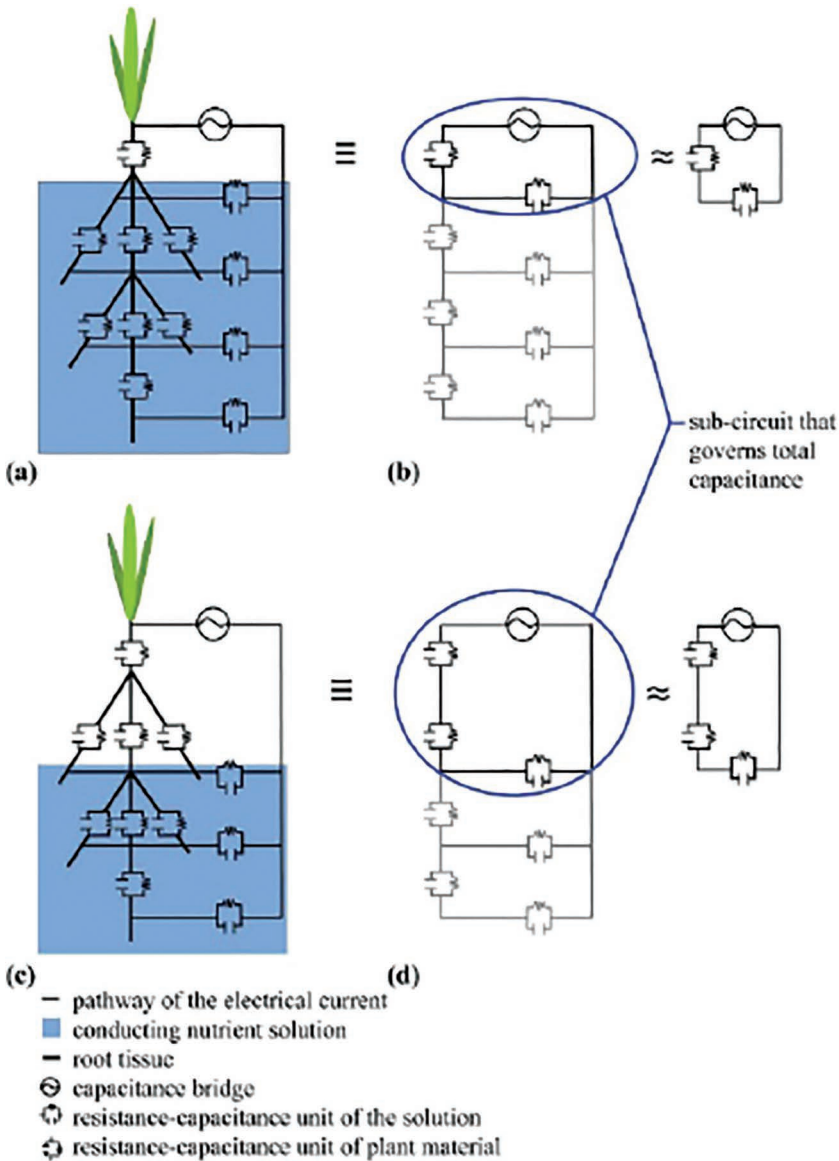 (a)
(b)
sub-circuit that
governs total
capacitance
(c)
(d)
pathway of the electrical current
conducting nutrient solution
root tissue
capacitance bridge
resistance-capacitance unit of the solution
resistance-capacitance unit of plant material